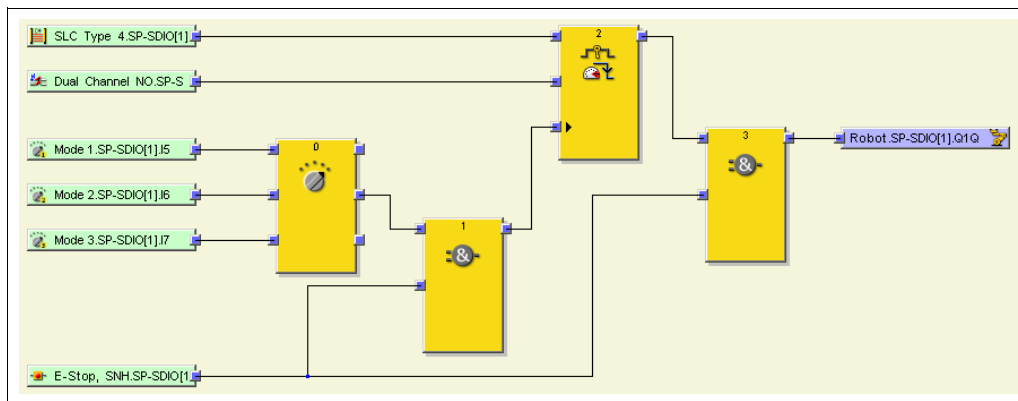 SLC Type 4.SP-SDIO[1].
2
Dual Channel NO.SP-S
Mode 1.SP-SDIO[1].I5
0
3
Robot.SP-SDIO[1].Q1Q
&
Mode 2.SP-SDIO[1].I6
1
Mode 3.SP-SDIO[1].I7
&
E-Stop, SNH.SP-SDIO[1